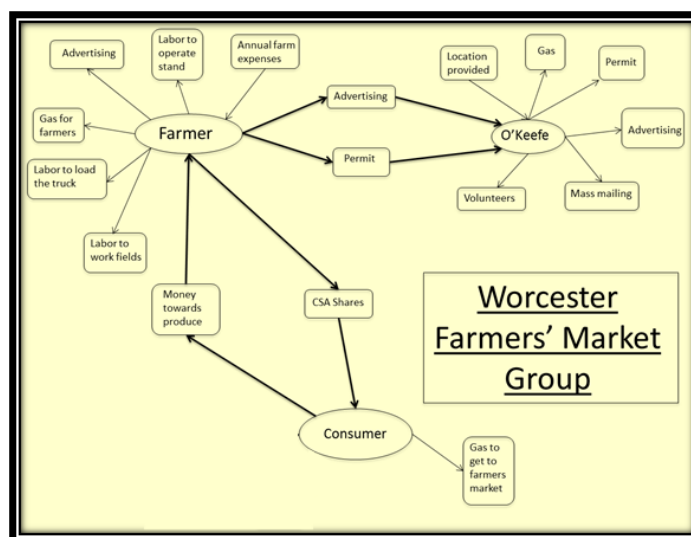 Advertising
Labor to
operate
stand
Annual farm
expenses
Location
provided
Gas
Permit
Gas for
farmers
Farmer
Advertising
O'Keefe
Advertising
Labor to load
the truck
Permit
Volunteers
Mass mailing
Labor to
work fields
Money
towards
produce
CSA Shares
Worcester
Farmers' Market
Group
Consumer
Gas to
get to
farmers
market